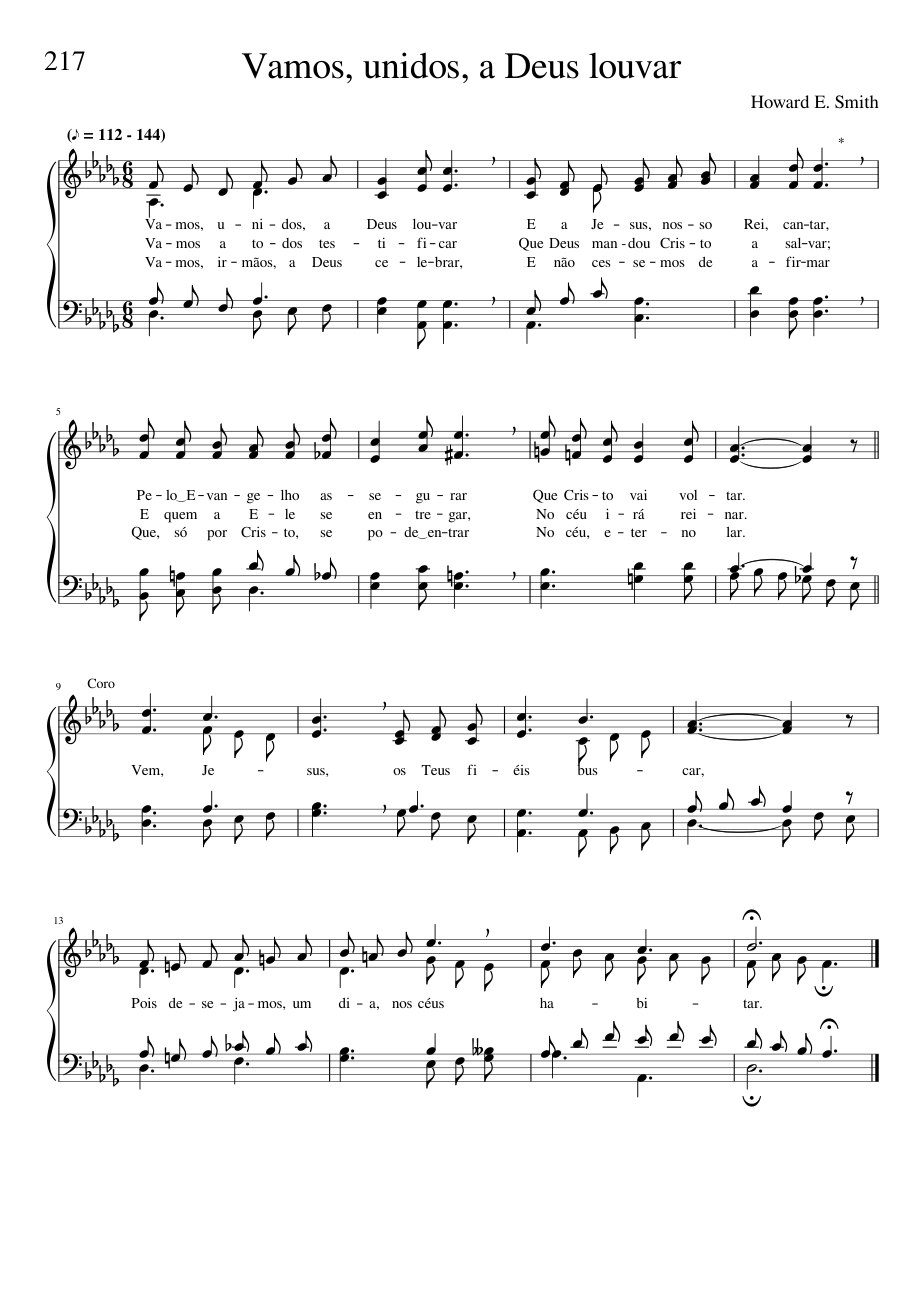 217
Vamos, unidos, a Deus louvar
Howard E. Smith
(♪ = 112 - 144)
*
Va – mos, u – ni – dos, a Deus lou – var E a Je – sus, nos – so Rei, can – tar,
Va – mos a to – dos tes – ti – fi – car Que Deus man - dou Cris – to a sal – var;
Va – mos, ir – mãos, a Deus ce – le – brar, E não ces – se – mos de a – fir – mar
5
Pe – lo_E – van – ge – lho as – se – gu – rar Que Cris – to vai vol – tar.
E quem a E – le se en – tre – gar, No céu i – rá rei – nar.
Que, só por Cris – to, se po – de_en – trar No céu, e – ter – no lar.
9
Coro
Vem, Je – sus, os Teus fi – éis bus – car,
13
Pois de – se – ja – mos, um di – a, nos céus ha – bi – tar.